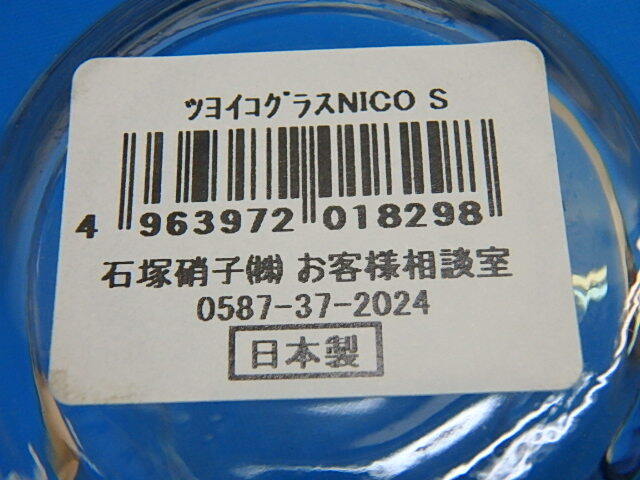 ﾂﾖｲｺｸﾞﾗｽNICO S
4 963972 018298
石塚硝子㈱ お客様相談室
0587-37-2024
日本製